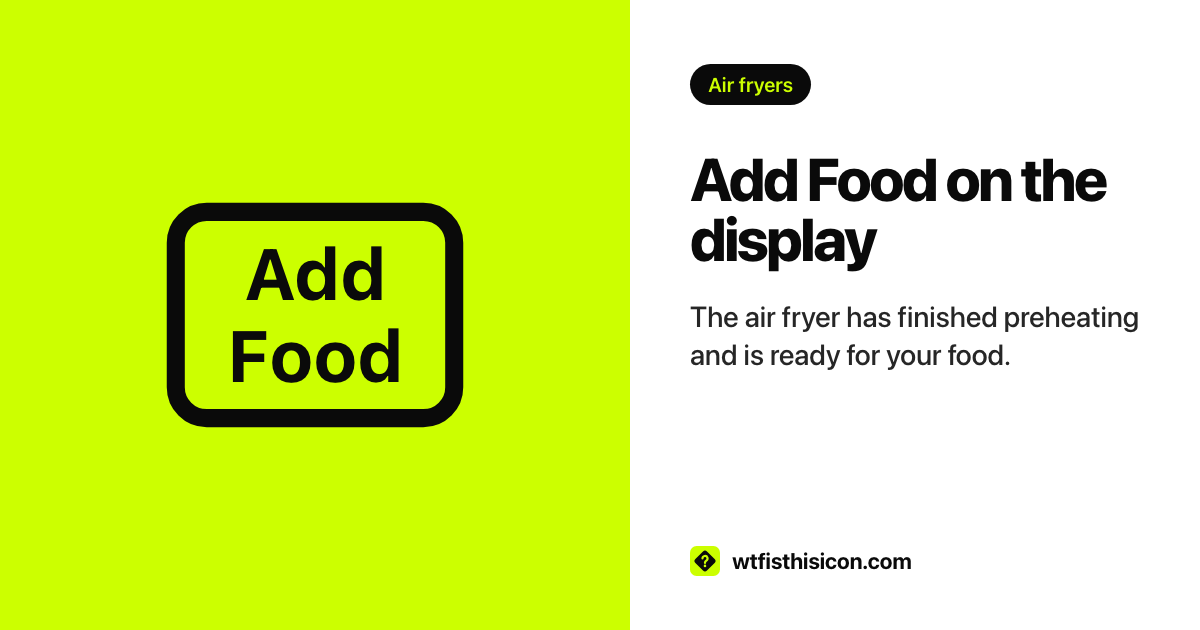 Add
Food
Air fryers
Add Food on the
display
The air fryer has finished preheating
and is ready for your food.
?
wtfisthisicon.com